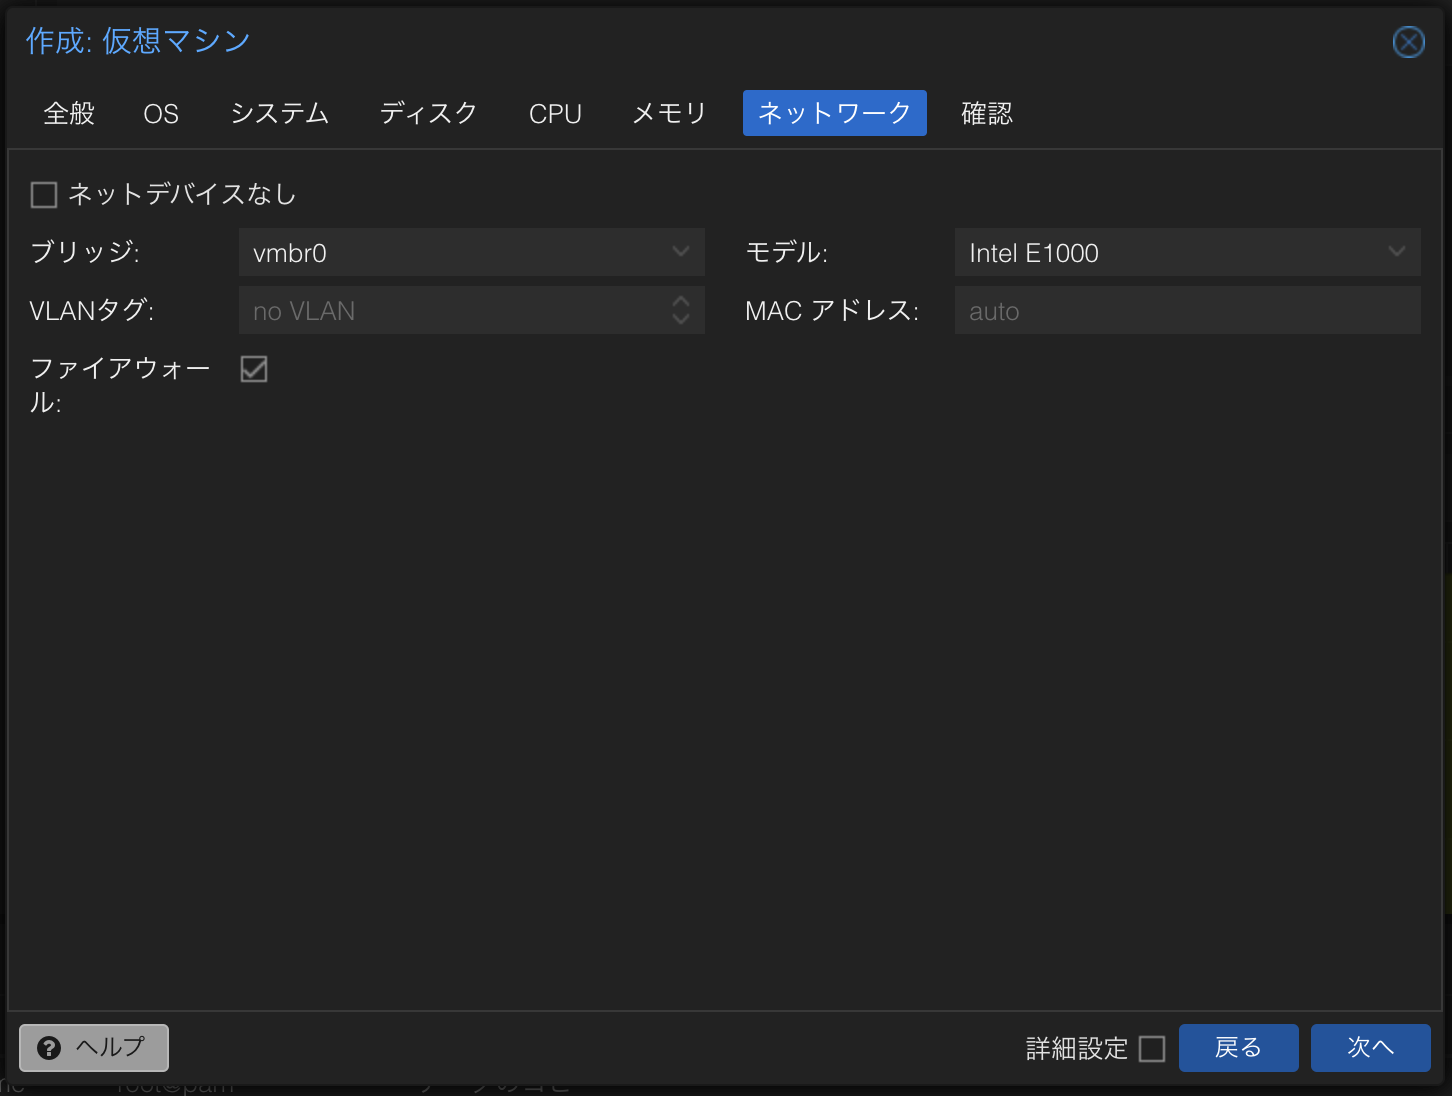 作成: 仮想マシン
全般 OS システム ディスク CPU メモリ ネットワーク 確認
ネットデバイスなし
ブリッジ: vmbr0 モデル: Intel E1000
VLANタグ: no VLAN MAC アドレス: auto
ファイアウォー
ル:
ヘルプ 詳細設定 戻る 次へ
root@pam